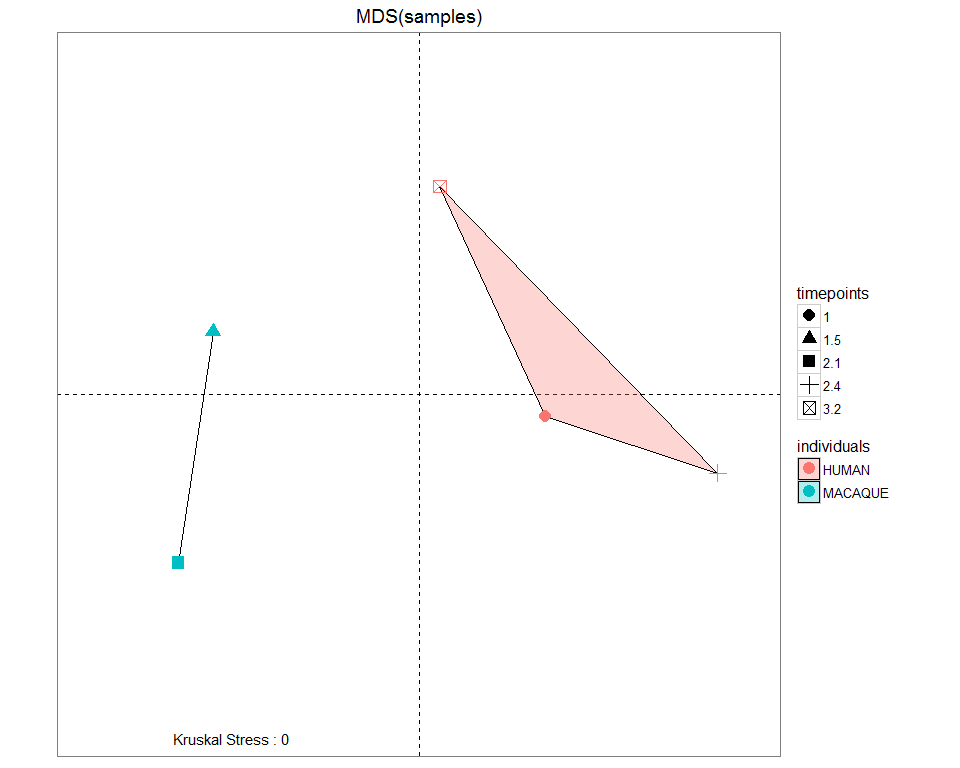 MDS(samples)
timepoints
1
1.5
2.1
2.4
3.2
individuals
HUMAN
MACAQUE
Kruskal Stress : 0